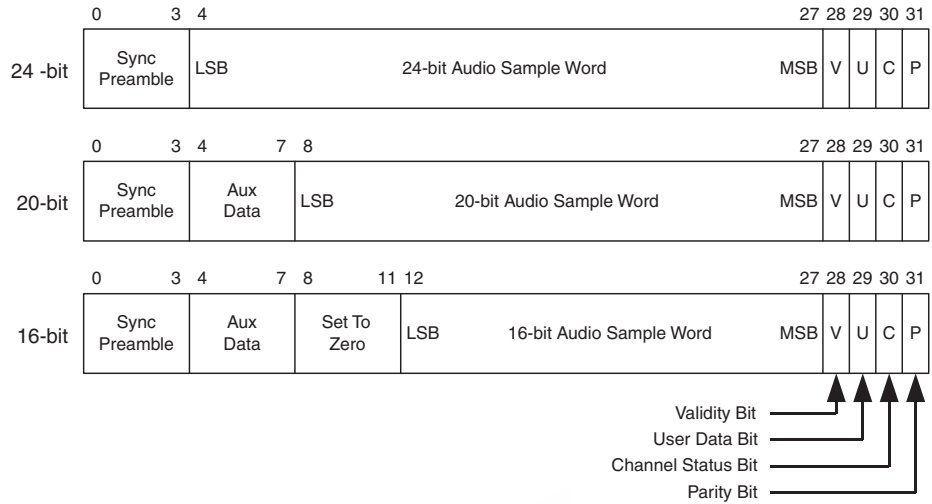 0 3 4 27 28 29 30 31
24 -bit Sync Preamble LSB 24-bit Audio Sample Word MSB V U C P
0 3 4 7 8 27 28 29 30 31
20-bit Sync Preamble Aux Data LSB 20-bit Audio Sample Word MSB V U C P
0 3 4 7 8 11 12 27 28 29 30 31
16-bit Sync Preamble Aux Data Set To Zero LSB 16-bit Audio Sample Word MSB V U C P
Validity Bit
User Data Bit
Channel Status Bit
Parity Bit